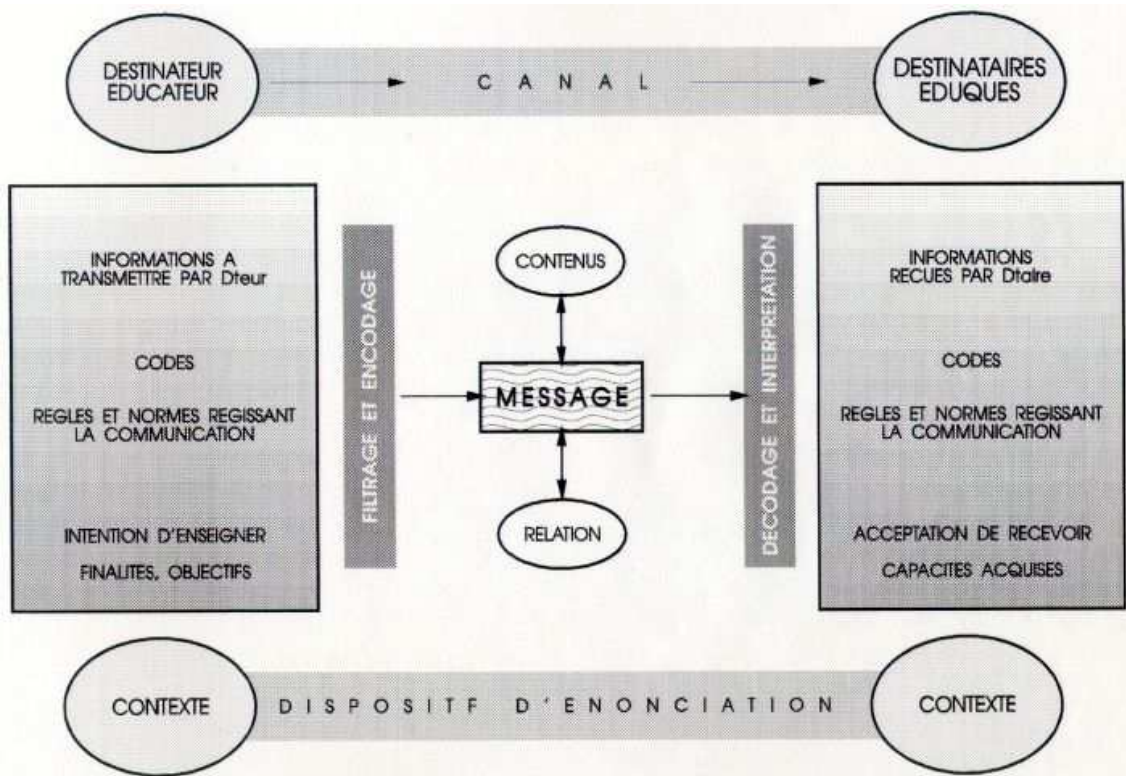 DESTINATEUR
EDUCATEUR
C A N A L
DESTINATAIRES
EDUQUES
INFORMATIONS A
TRANSMETTRE PAR Dteur
CODES
REGLES ET NORMES REGISSANT
LA COMMUNICATION
INTENTION D'ENSEIGNER
FINALITES, OBJECTIFS
FILTRAGE ET ENCODAGE
CONTENUS
MESSAGE
RELATION
DECODAGE ET INTERPRETATION
INFORMATIONS
RECUES PAR Dtaire
CODES
REGLES ET NORMES REGISSANT
LA COMMUNICATION
ACCEPTATION DE RECEVOIR
CAPACITES ACQUISES
CONTEXTE
D I S P O S I T F D ' E N O N C I A T I O N
CONTEXTE